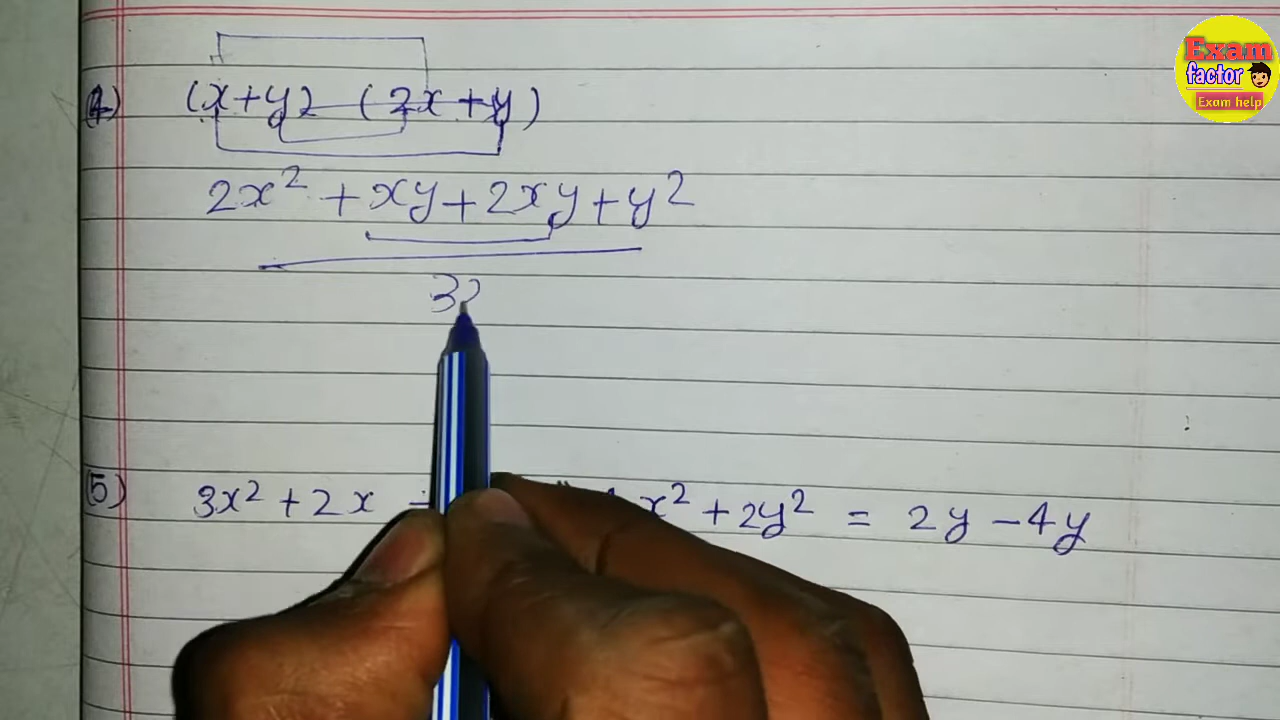 Exam
factor
Exam help
4) (x+y) (2x+y)
2x² + xy + 2xy + y²
3
(5) 3x² + 2x x² + 2y² = 2y - 4y